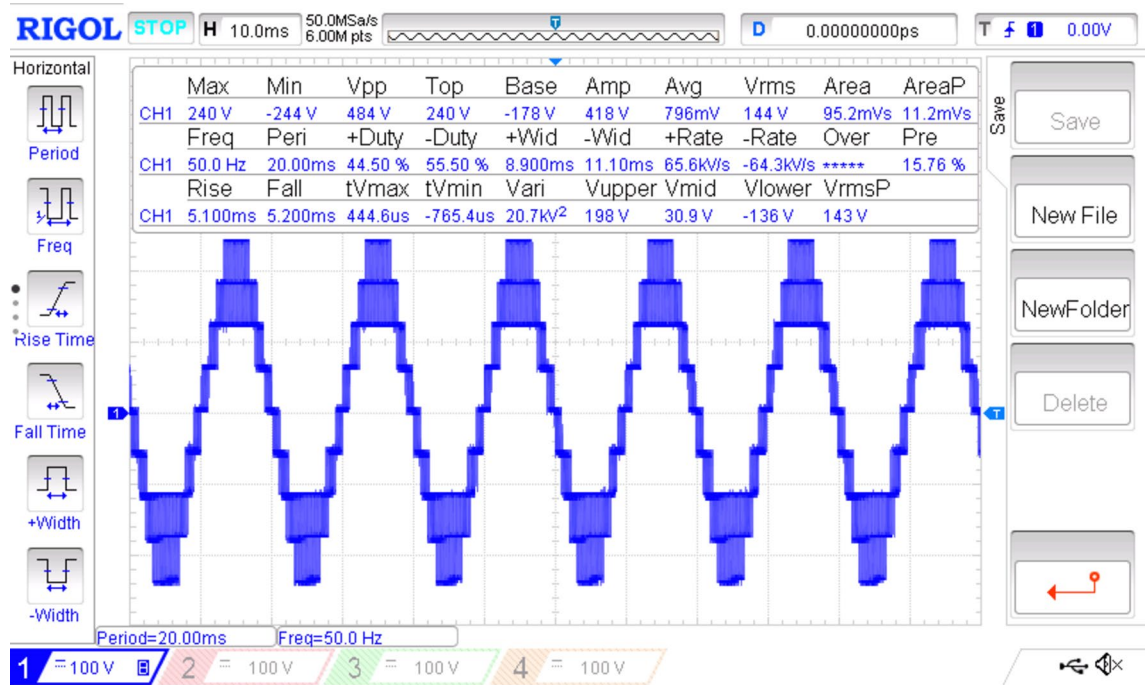 RIGOL STOP H 10.0ms 50.0MSa/s 6.00M pts D 0.00000000ps T 1 0.00V
Horizontal
Period
Freq
Rise Time
Fall Time
+Width
-Width
Max Min Vpp Top Base Amp Avg Vrms Area AreaP
CH1 240 V -244 V 484 V 240 V -178 V 418 V 796mV 144 V 95.2mVs 11.2mVs
Freq Peri +Duty -Duty +Wid -Wid +Rate -Rate Over Pre
CH1 50.0 Hz 20.00ms 44.50 % 55.50 % 8.900ms 11.10ms 65.6kV/s -64.3kV/s ***** 15.76 %
Rise Fall tVmax tVmin Vari Vupper Vmid Vlower VrmsP
CH1 5.100ms 5.200ms 444.6us -765.4us 20.7kV² 198 V 30.9 V -136 V 143 V
T
1
T
Save
Save
New File
NewFolder
Delete
Period=20.00ms Freq=50.0 Hz
1 100 V B 2 100 V 3 100 V 4 100 V